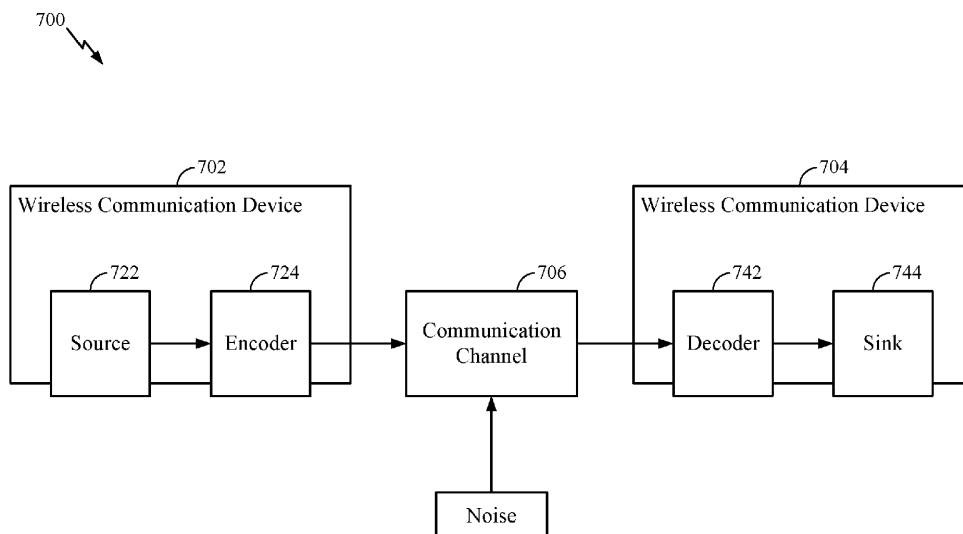 700
702
704
Wireless Communication Device
Wireless Communication Device
722
724
706
742
744
Source
Encoder
Communication
Channel
Decoder
Sink
Noise